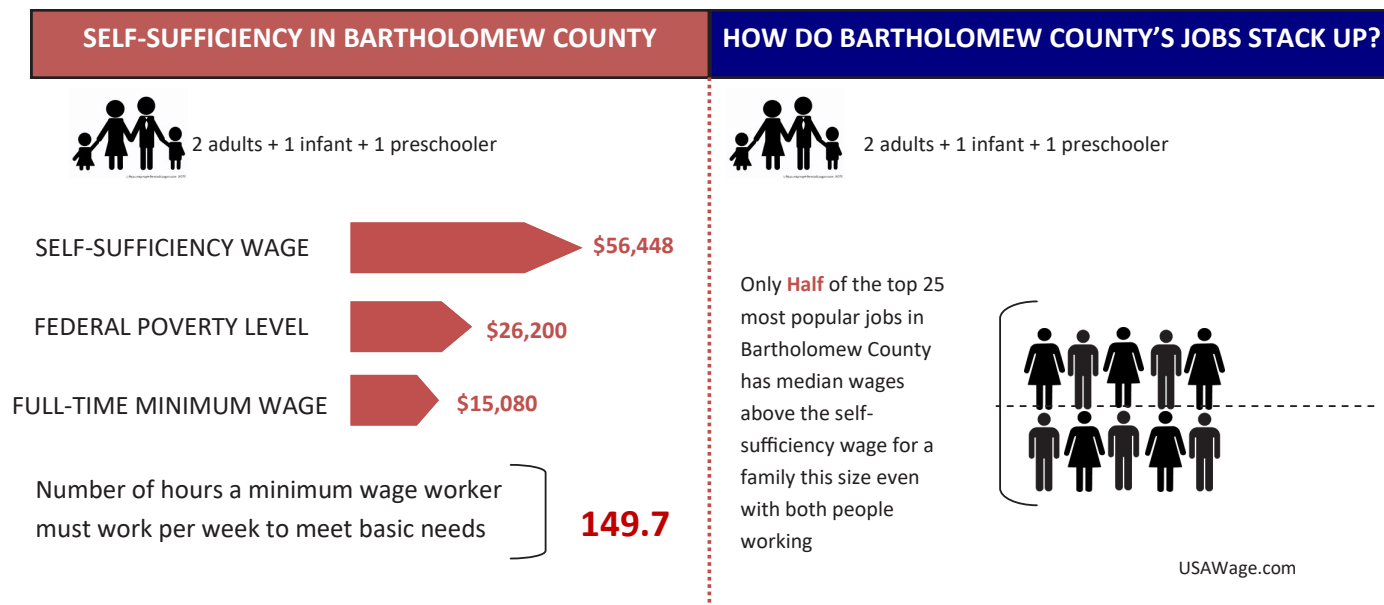 SELF-SUFFICIENCY IN BARTHOLOMEW COUNTY
2 adults + 1 infant + 1 preschooler
SELF-SUFFICIENCY WAGE
$56,448
FEDERAL POVERTY LEVEL
$26,200
FULL-TIME MINIMUM WAGE
$15,080
Number of hours a minimum wage worker
must work per week to meet basic needs
149.7
HOW DO BARTHOLOMEW COUNTY’S JOBS STACK UP?
2 adults + 1 infant + 1 preschooler
Only Half of the top 25
most popular jobs in
Bartholomew County
has median wages
above the self-
sufficiency wage for a
family this size even
with both people
working
USAWage.com